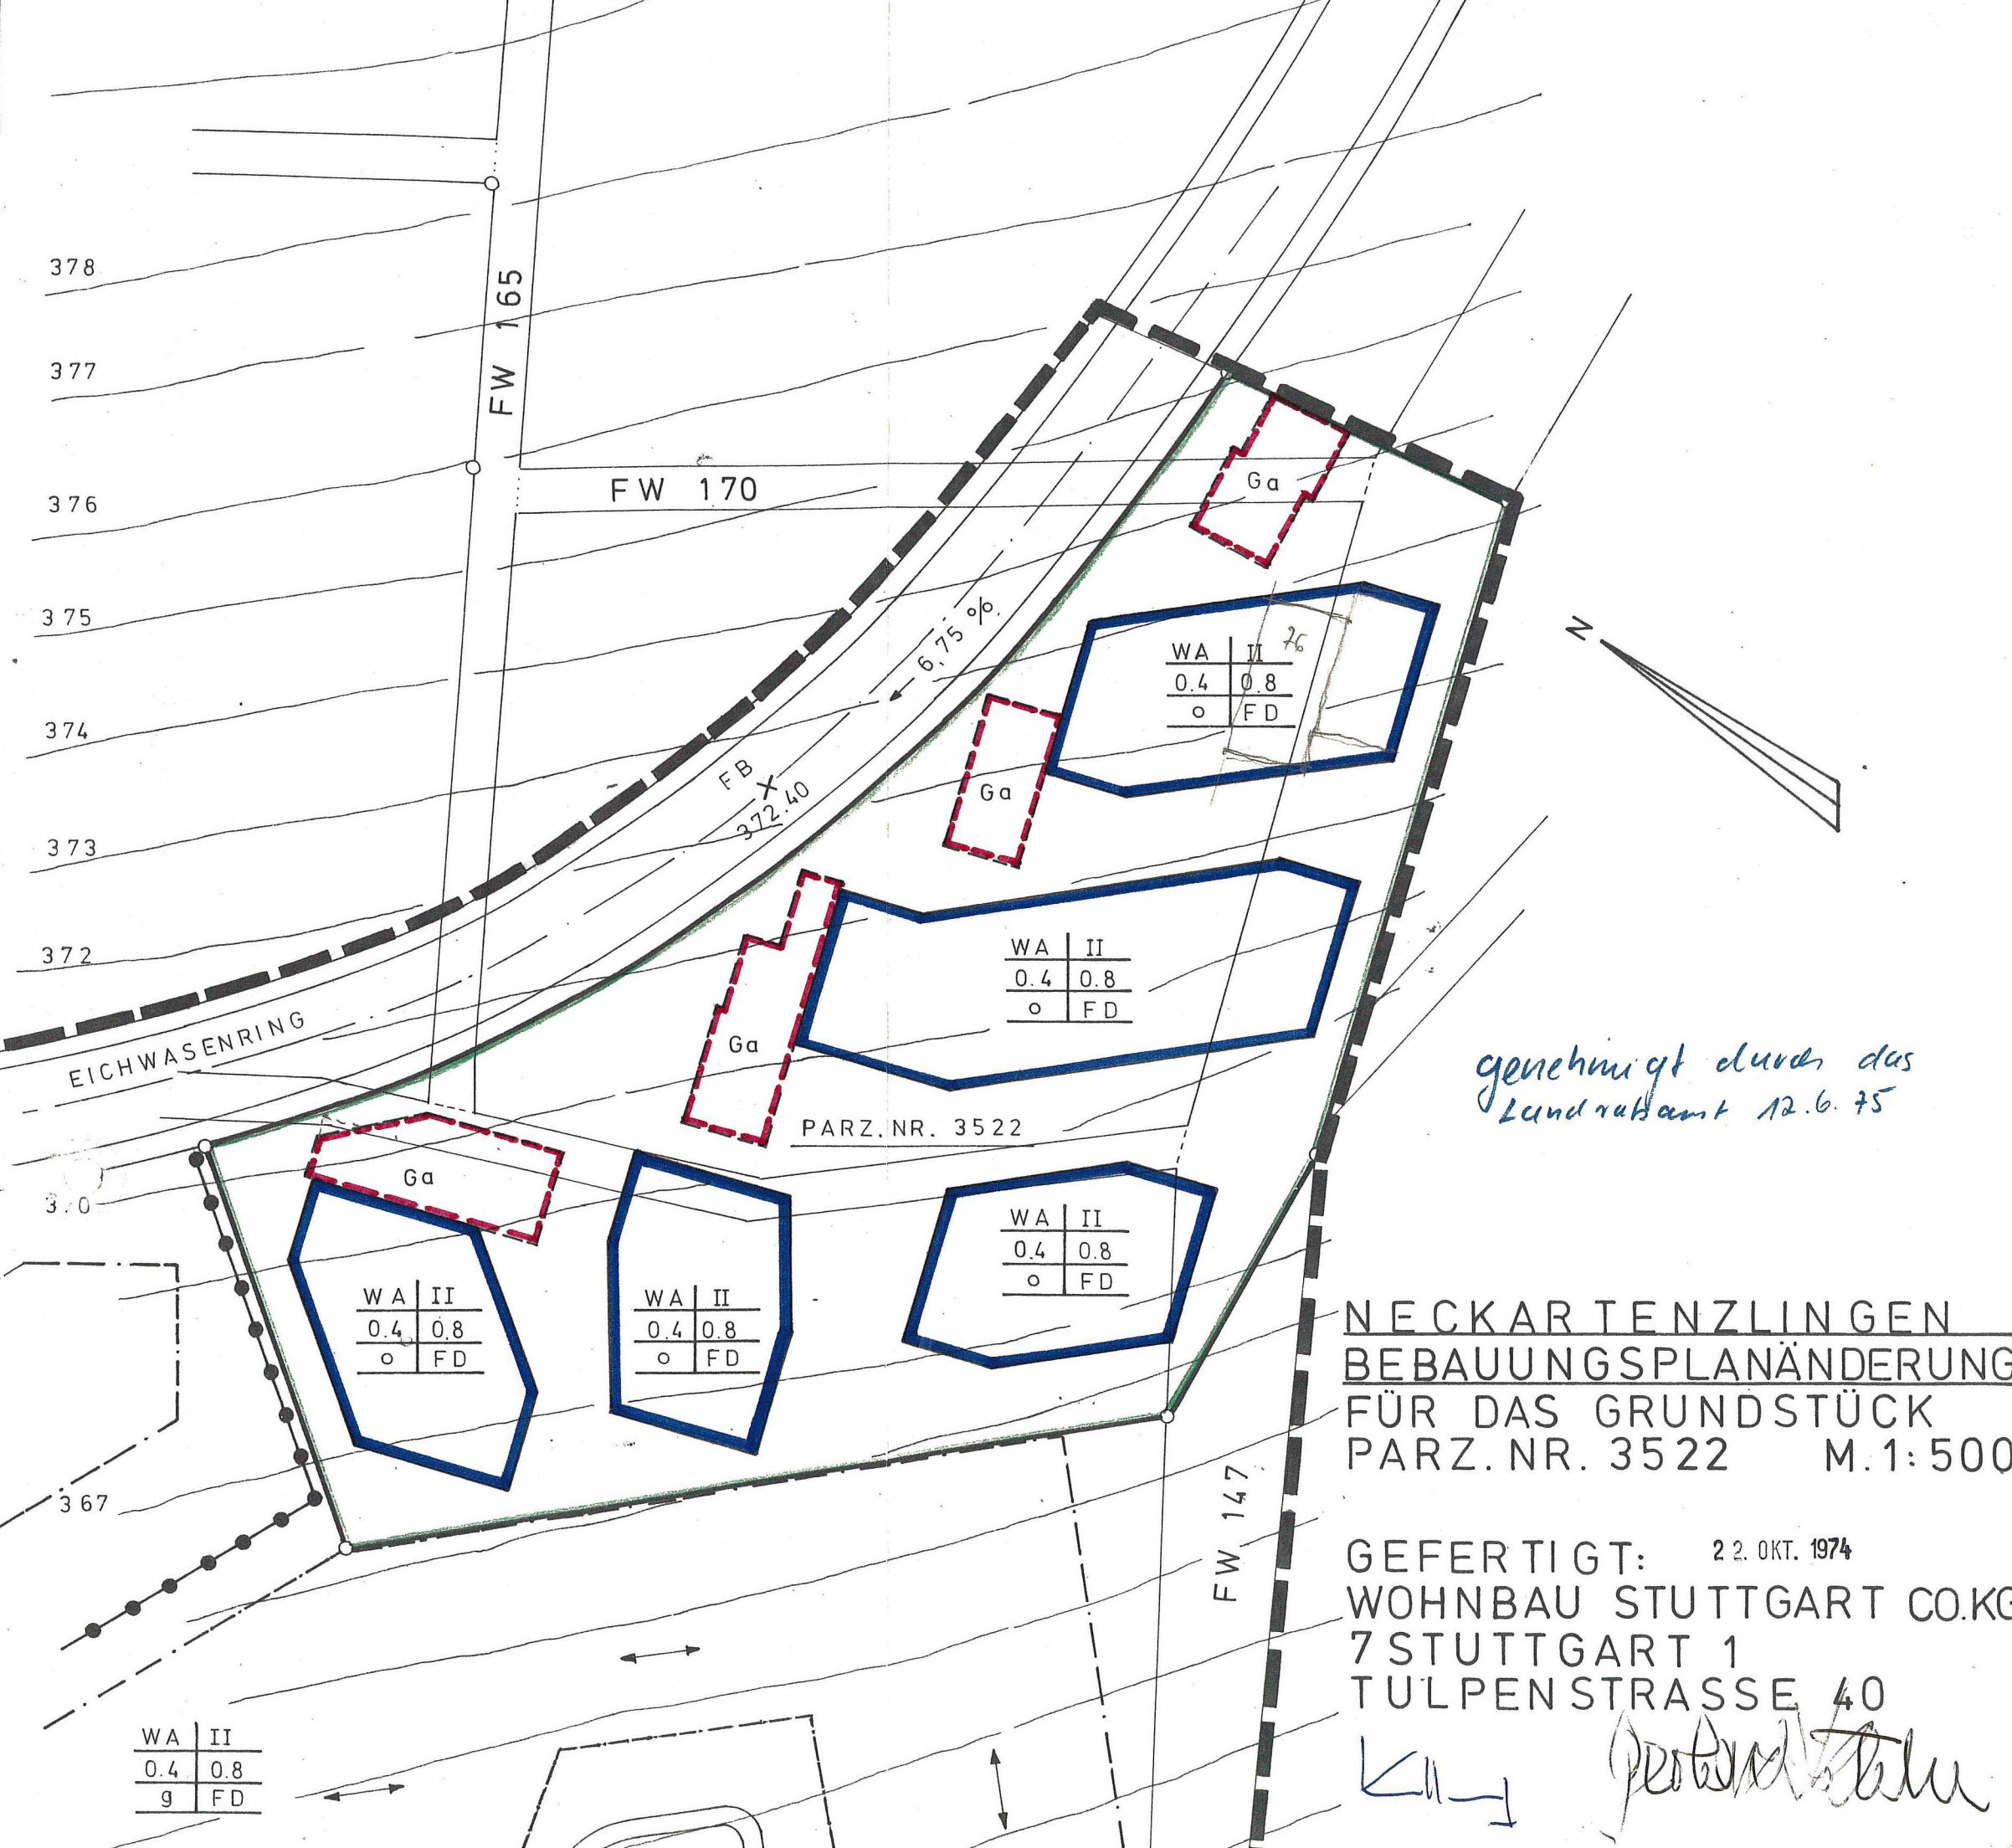 378
FW 165
377
FW 170
376
Ga
375
6,75 %
WA II
0.4 0.8
o FD
76
374
FB
372.40
Ga
373
372
WA II
0.4 0.8
o FD
EICHWASENRING
Ga
genehmigt durch das
Landratsamt 12.6.75
PARZ.NR. 3522
Ga
WA II
0.4 0.8
o FD
WA II
0.4 0.8
o FD
WA II
0.4 0.8
o FD
367
FW 147
NECKARTENZLINGEN
BEBAUUNGSPLANÄNDERUNG
FÜR DAS GRUNDSTÜCK
PARZ. NR. 3522 M. 1:500
GEFERTIGT: 22. OKT. 1974
WOHNBAU STUTTGART CO.KG
7 STUTTGART 1
TULPENSTRASSE 40
WA II
0.4 0.8
g FD
N